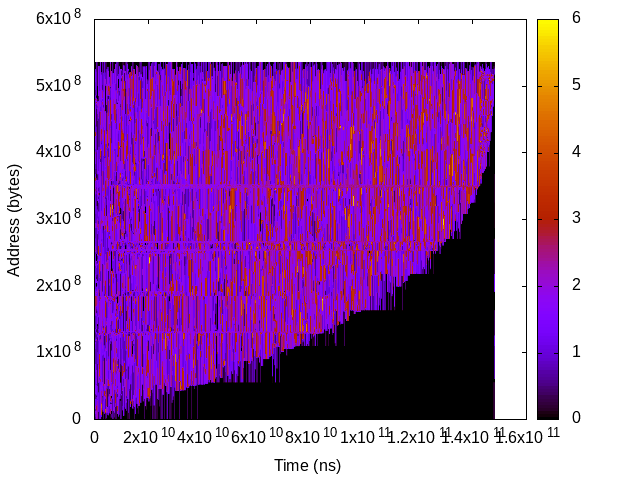 6x10^8
5x10^8
4x10^8
3x10^8
2x10^8
1x10^8
0
Address (bytes)
0 2x10^10 4x10^10 6x10^10 8x10^10 1x10^11 1.2x10^11 1.4x10^11 1.6x10^11
Time (ns)
6
5
4
3
2
1
0